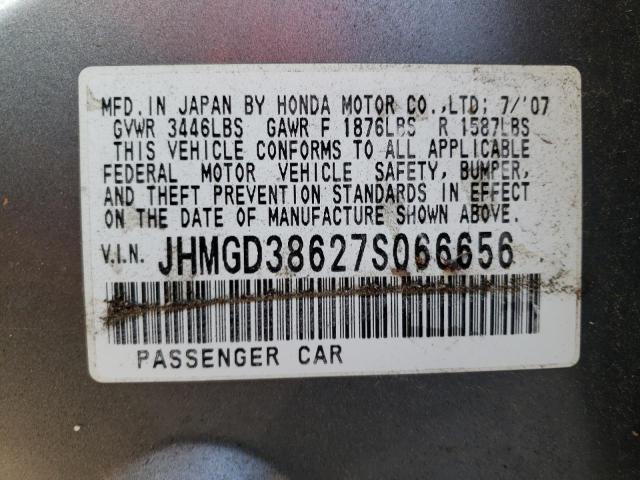 MFD.IN JAPAN BY HONDA MOTOR CO.,LTD; 7/'07
GVWR 3446LBS GAWR F 1876LBS R 1587LBS
THIS VEHICLE CONFORMS TO ALL APPLICABLE
FEDERAL MOTOR VEHICLE SAFETY, BUMPER,
AND THEFT PREVENTION STANDARDS IN EFFECT
ON THE DATE OF MANUFACTURE SHOWN ABOVE.
V.I.N. JHMGD38627S066656
PASSENGER CAR